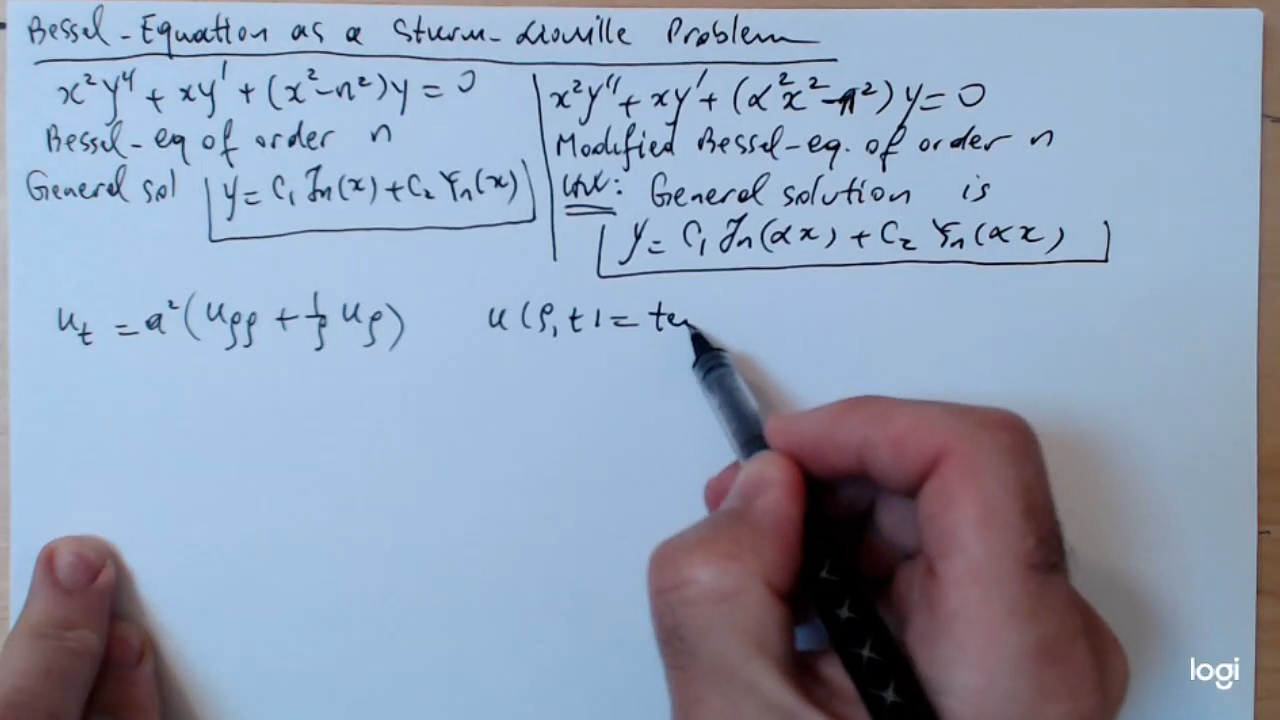 Bessel-Equation as a Sturm-Liouville Problem
x²y'' + xy' + (x²-n²)y = 0
Bessel-eq of order n
General sol y = C₁ Jn(x) + C₂ Yn(x)
x²y'' + xy' + (α²x²-n²)y = 0
Modified Bessel-eq. of order n
General solution is
y = C₁ Jn(αx) + C₂ Yn(αx)
u_t = a²(u_ρρ + 1/ρ u_ρ) u(ρ,t) = te
logi